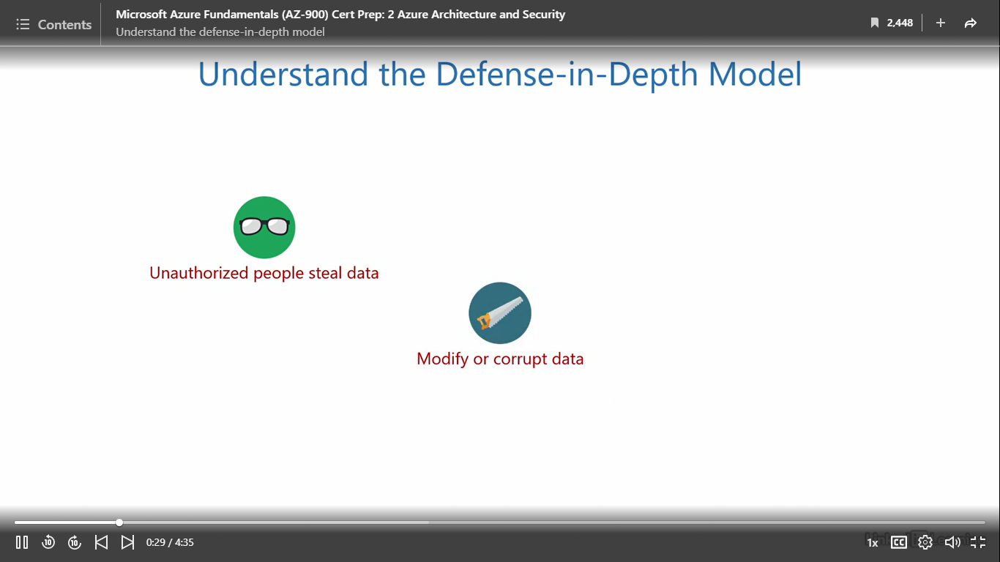 Contents
Microsoft Azure Fundamentals (AZ-900) Cert Prep: 2 Azure Architecture and Security
Understand the defense-in-depth model
2,448
Understand the Defense-in-Depth Model
Unauthorized people steal data
Modify or corrupt data
10
10
0:29 / 4:35
1x
CC